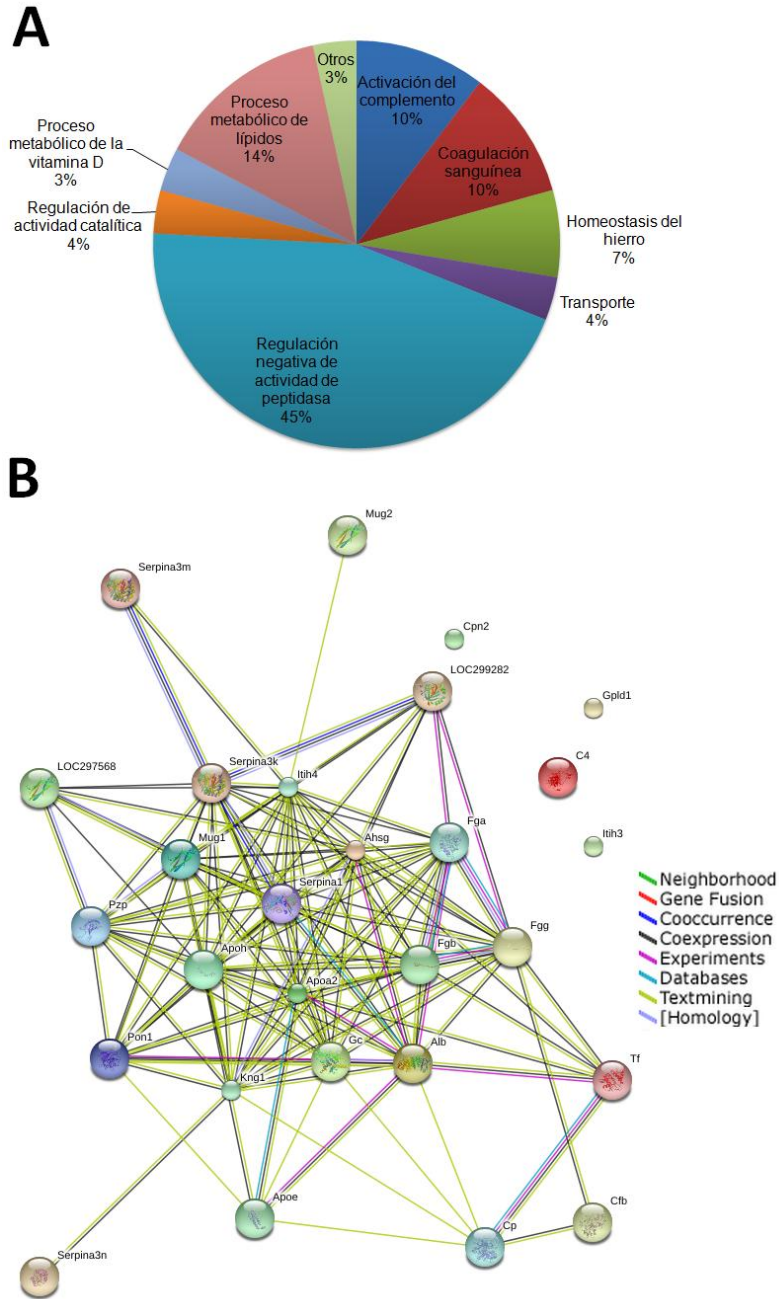 A
Otros
3%
Activación del
complemento
10%
Coagulación
sanguínea
10%
Homeostasis del
hierro
7%
Transporte
4%
Regulación
negativa de
actividad de
peptidasa
45%
Regulación de
actividad catalítica
4%
Proceso
metabólico de la
vitamina D
3%
Proceso
metabólico de
lípidos
14%
B
Mug2
Serpina3m
Cpn2
LOC299282
Gpld1
C4
LOC297568
Serpina3k
Itih4
Fga
Itih3
Ahsg
Mug1
Serpina1
Pzp
Fgg
Apoh
Fgb
Apoa2
Pon1
Gc
Alb
Tf
Kng1
Apoe
Cfb
Cp
Serpina3n
Neighborhood
Gene Fusion
Cooccurrence
Coexpression
Experiments
Databases
Textmining
[Homology]